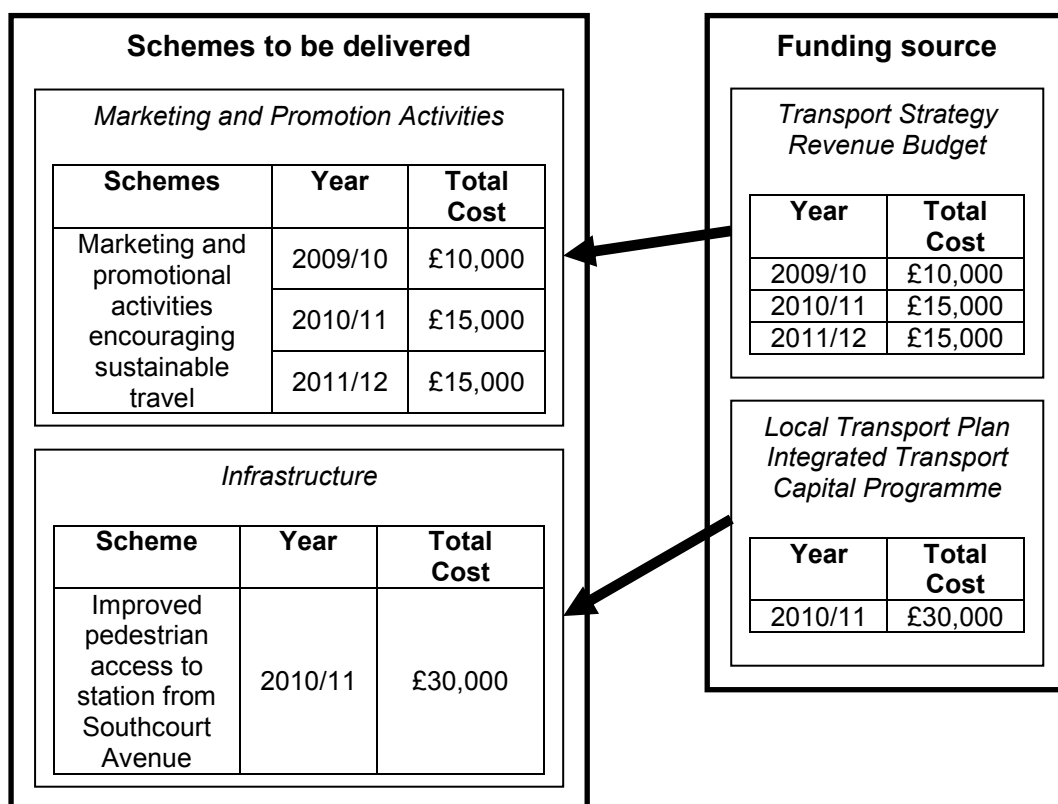 Schemes to be delivered
Marketing and Promotion Activities
Schemes Year Total
Cost
Marketing and
promotional
activities
encouraging
sustainable
travel
2009/10 £10,000
2010/11 £15,000
2011/12 £15,000
Infrastructure
Scheme Year Total
Cost
Improved
pedestrian
access to
station from
Southcourt
Avenue
2010/11 £30,000
Funding source
Transport Strategy
Revenue Budget
Year Total
Cost
2009/10 £10,000
2010/11 £15,000
2011/12 £15,000
Local Transport Plan
Integrated Transport
Capital Programme
Year Total
Cost
2010/11 £30,000